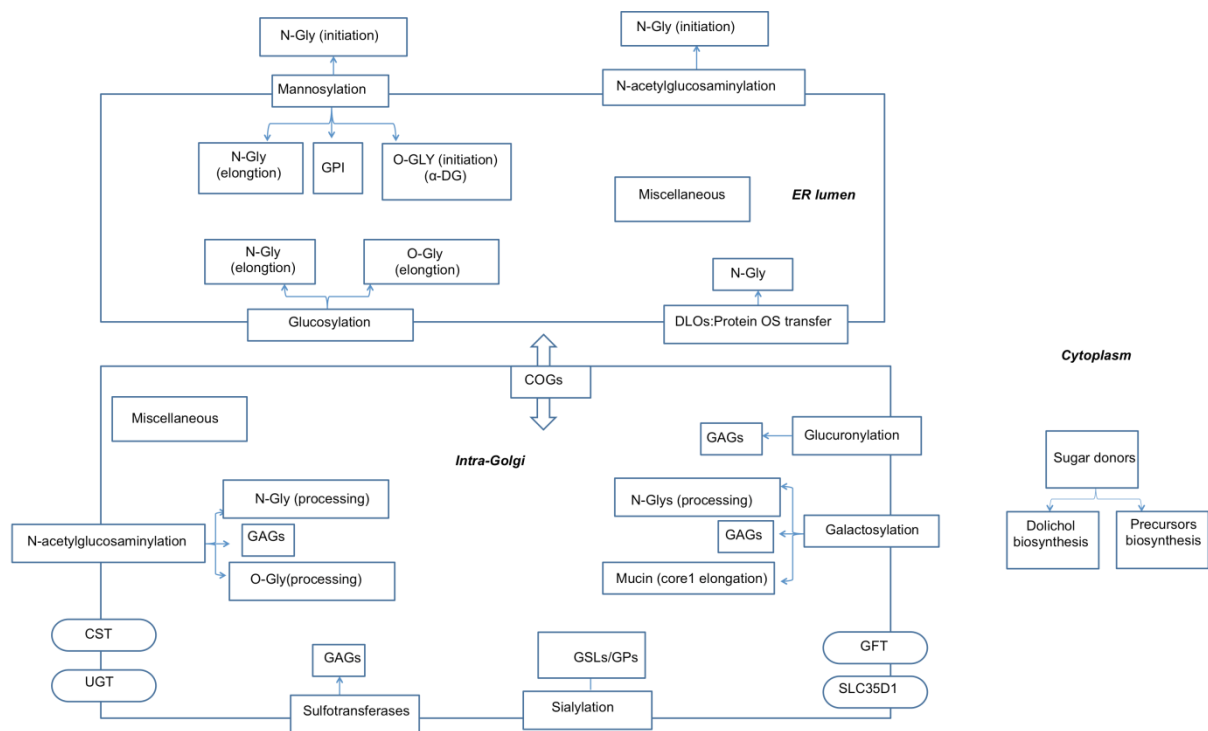 N-Gly (initiation)
N-Gly (initiation)
Mannosylation
N-acetylglucosaminylation
N-Gly
(elongtion)
GPI
O-GLY (initiation)
(α-DG)
Miscellaneous
ER lumen
N-Gly
(elongtion)
O-Gly
(elongtion)
N-Gly
Glucosylation
DLOs:Protein OS transfer
Cytoplasm
COGs
Miscellaneous
GAGs
Glucuronylation
Intra-Golgi
Sugar donors
N-Gly (processing)
N-Glys (processing)
N-acetylglucosaminylation
GAGs
GAGs
Galactosylation
Dolichol
biosynthesis
Precursors
biosynthesis
O-Gly(processing)
Mucin (core1 elongation)
CST
GFT
GAGs
GSLs/GPs
UGT
SLC35D1
Sulfotransferases
Sialylation